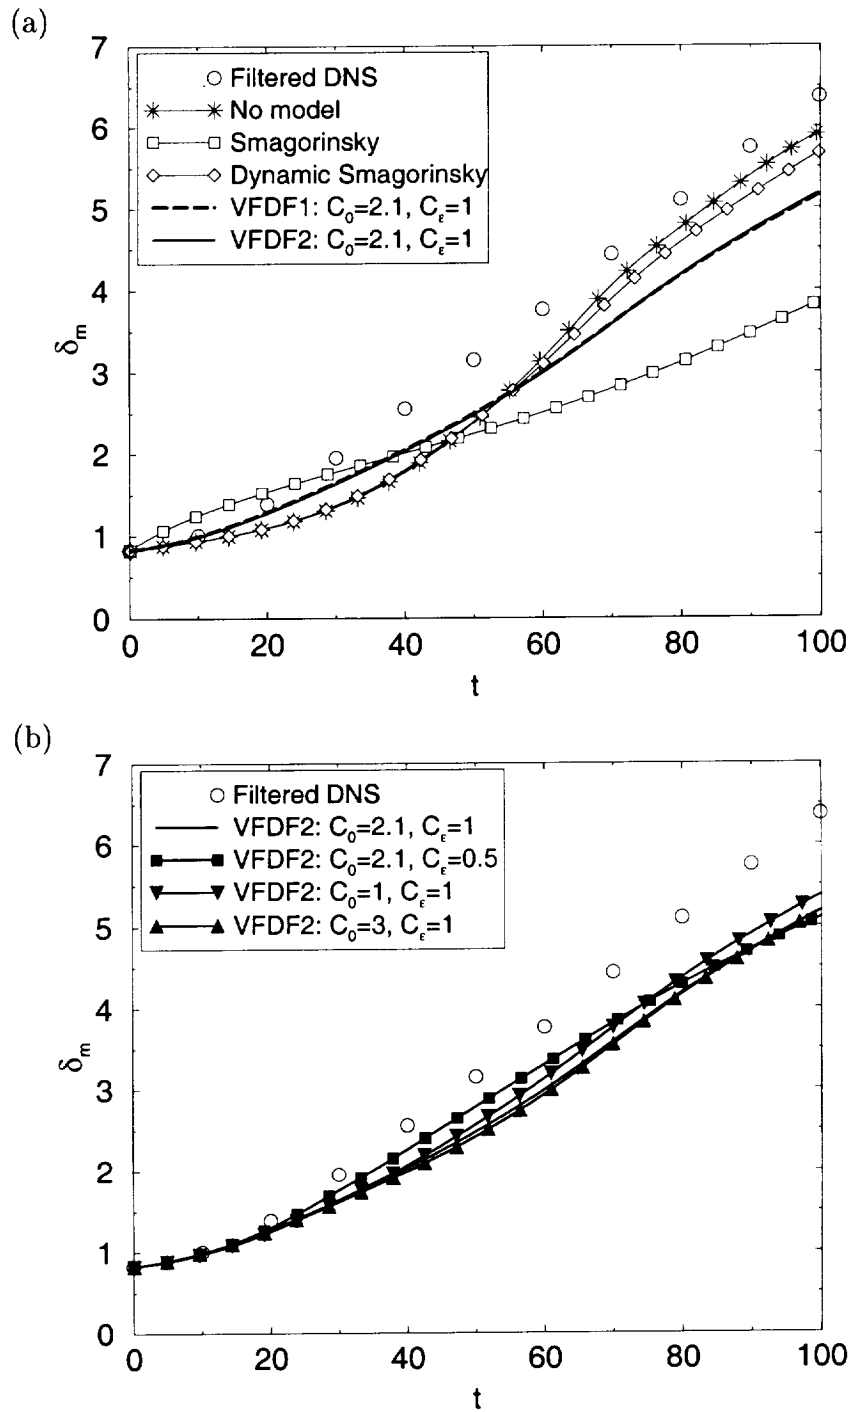 (a)
7
6
5
4
3
2
1
0
δₘ
Filtered DNS
No model
Smagorinsky
Dynamic Smagorinsky
VFDF1: C₀=2.1, Cε=1
VFDF2: C₀=2.1, Cε=1
0 20 40 60 80 100
t
(b)
7
6
5
4
3
2
1
0
δₘ
Filtered DNS
VFDF2: C₀=2.1, Cε=1
VFDF2: C₀=2.1, Cε=0.5
VFDF2: C₀=1, Cε=1
VFDF2: C₀=3, Cε=1
0 20 40 60 80 100
t